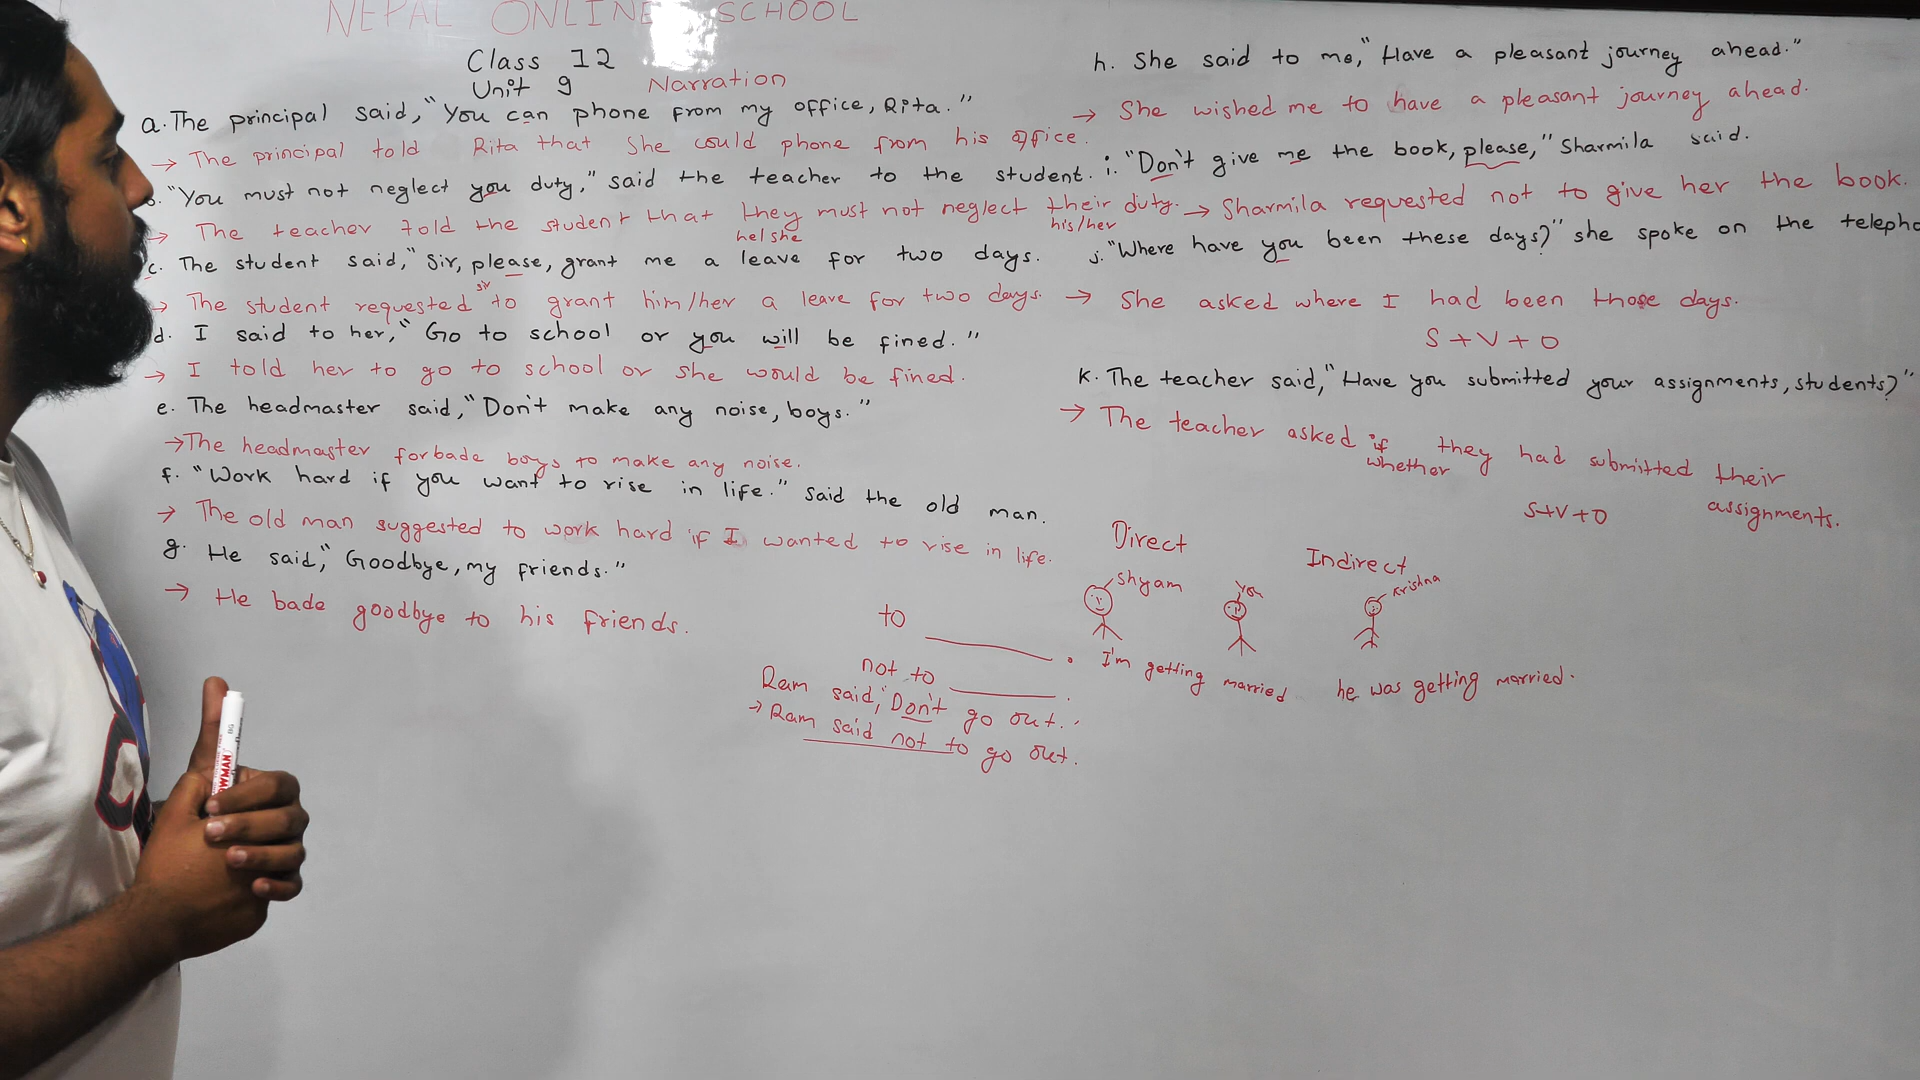 NEPAL ONLINE SCHOOL
Class 12
Unit 9 Narration
a. The principal said, "You can phone from my office, Rita."
→ The principal told Rita that she could phone from his office.
"You must not neglect you duty," said the teacher to the student.
→ The teacher told the student that they must not neglect their duty.
he/she his/her
c. The student said, "Sir, please, grant me a leave for two days.
→ The student requested sir to grant him/her a leave for two days.
d. I said to her, "Go to school or you will be fined."
→ I told her to go to school or she would be fined.
e. The headmaster said, "Don't make any noise, boys."
→ The headmaster forbade boys to make any noise.
f. "Work hard if you want to rise in life." said the old man.
→ The old man suggested to work hard if I wanted to rise in life.
g. He said, "Goodbye, my friends."
→ He bade goodbye to his friends.
to ______.
not to ______.
Ram said, "Don't go out."
→ Ram said not to go out.
h. She said to me, "Have a pleasant journey ahead."
→ She wished me to have a pleasant journey ahead.
i. "Don't give me the book, please," Sharmila said.
→ Sharmila requested not to give her the book.
j. "Where have you been these days?" she spoke on the telepho
→ She asked where I had been those days.
S+V+O
k. The teacher said, "Have you submitted your assignments, students?"
→ The teacher asked if they had submitted their
whether
assignments.
S+V+O
Direct
Indirect
Shyam
You
Krishna
I'm getting married
he was getting married.
BG
OWMAN